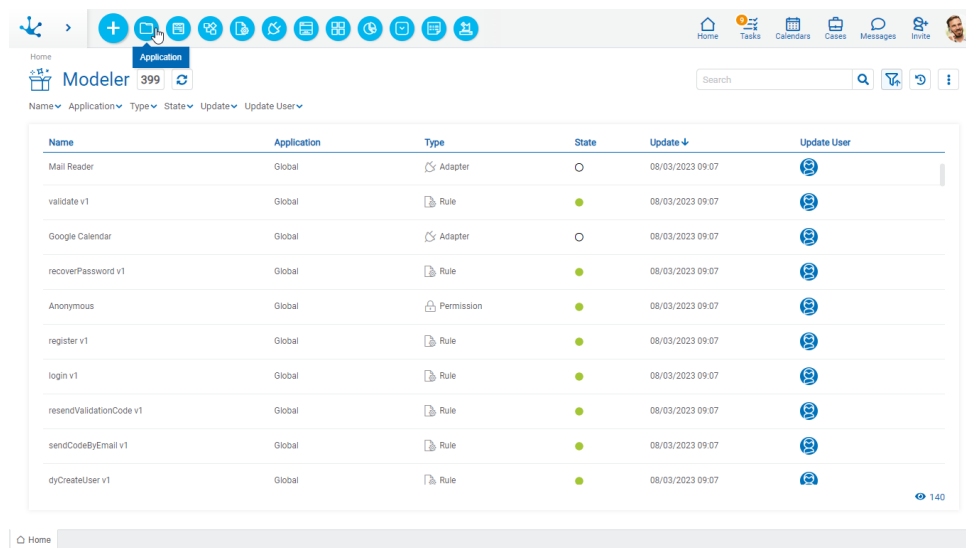 9
Home Tasks Calendars Cases Messages Invite
Home
Application
Modeler 399
Search
Name Application Type State Update Update User
Name Application Type State Update Update User
Mail Reader Global Adapter 08/03/2023 09:07
validate v1 Global Rule 08/03/2023 09:07
Google Calendar Global Adapter 08/03/2023 09:07
recoverPassword v1 Global Rule 08/03/2023 09:07
Anonymous Global Permission 08/03/2023 09:07
register v1 Global Rule 08/03/2023 09:07
login v1 Global Rule 08/03/2023 09:07
resendValidationCode v1 Global Rule 08/03/2023 09:07
sendCodeByEmail v1 Global Rule 08/03/2023 09:07
dyCreateUser v1 Global Rule 08/03/2023 09:07
140
Home